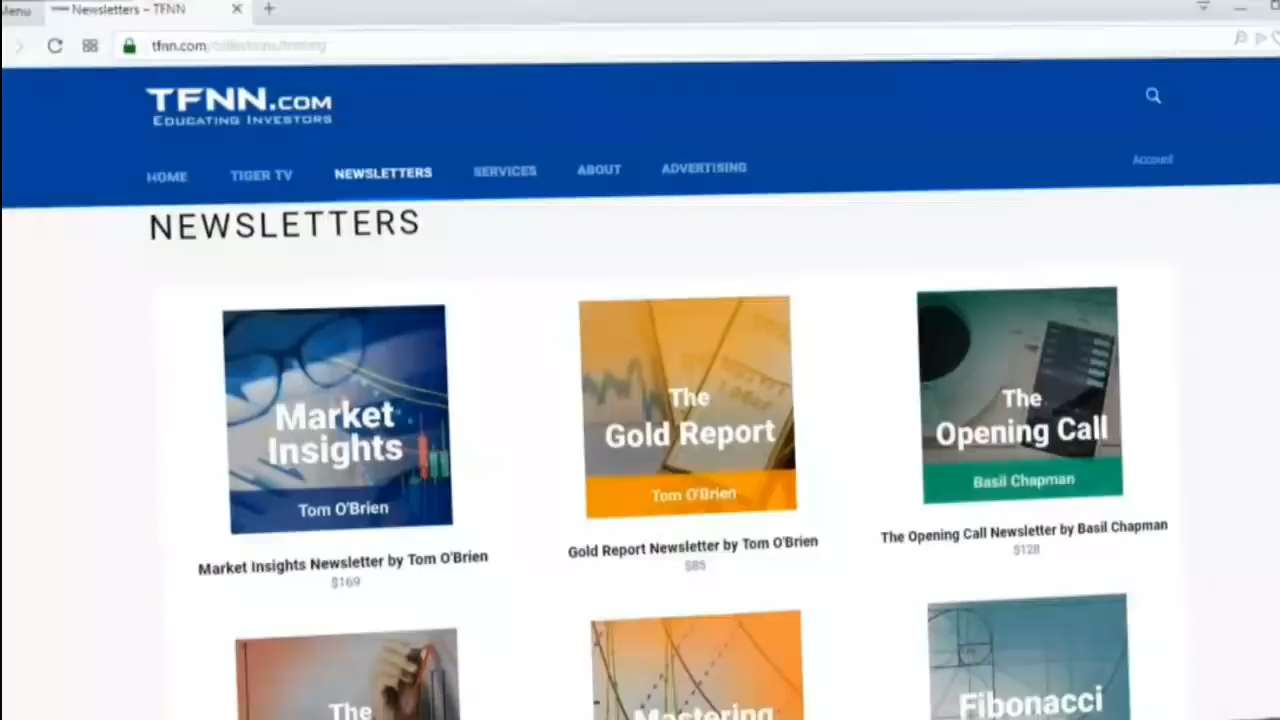 Menu
Newsletters – TFNN
tfnn.com
TFNN.COM
EDUCATING INVESTORS
Account
HOME
TIGER TV
NEWSLETTERS
SERVICES
ABOUT
ADVERTISING
NEWSLETTERS
Market
Insights
Tom O'Brien
Market Insights Newsletter by Tom O'Brien
$169
The
Gold Report
Tom O'Brien
Gold Report Newsletter by Tom O'Brien
$85
The
Opening Call
Basil Chapman
The Opening Call Newsletter by Basil Chapman
$128
The
Mastering
Fibonacci